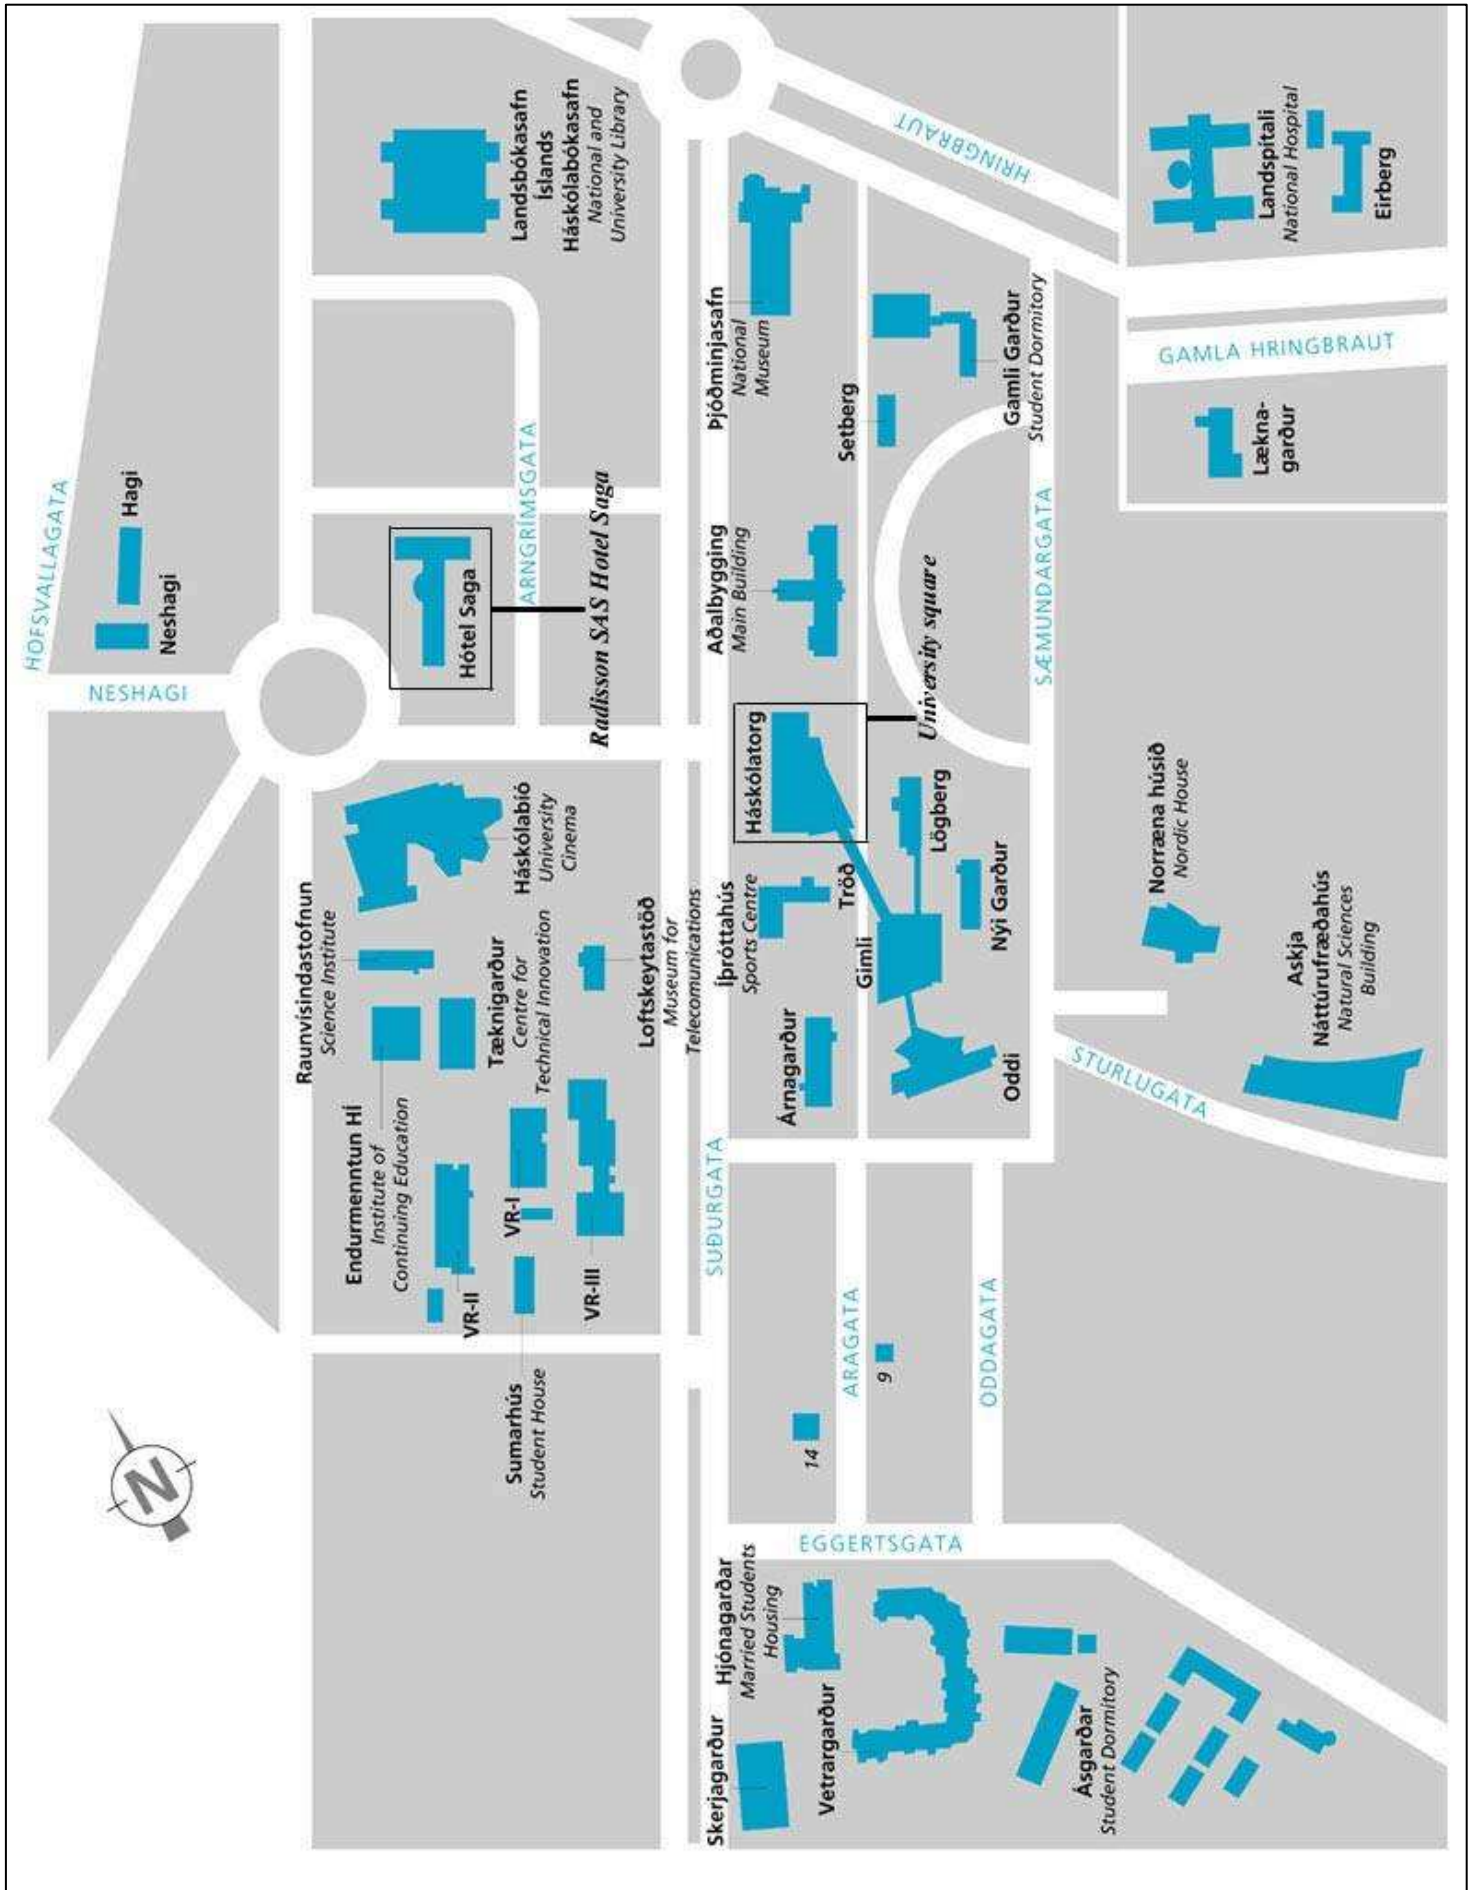 HOFSVALLAGATA
NESHAGI
Neshagi
Hagi
Landsbókasafn
Íslands
Háskólabókasafn
National and
University Library
HRINGBRAUT
ARNGRÍMSGATA
Hótel Saga
Radisson SAS Hotel Saga
Raunvísindastofnun
Science Institute
Háskólabíó
University
Cinema
Endurmenntun HÍ
Institute of
Continuing Education
Tæknigarður
Centre for
Technical Innovation
Loftskeytastöð
Museum for
Telecomunications
VR-I
VR-II
VR-III
Sumarhús
Student House
N
SUÐURGATA
Þjóðminjasafn
National
Museum
Setberg
Gamli Garður
Student Dormitory
Aðalbygging
Main Building
Háskólatorg
University square
Íþróttahús
Sports Centre
Tröð
Lögberg
Gimli
Nýi Garður
Árnagarður
Oddi
SÆMUNDARGATA
Landspítali
National Hospital
Eirberg
GAMLA HRINGBRAUT
Lækna-
garður
Norræna húsið
Nordic House
Askja
Náttúrufræðahús
Natural Sciences
Building
STURLUGATA
ARAGATA
9
14
ODDAGATA
EGGERTSGATA
Hjónagarðar
Married Students
Housing
Skerjagarður
Vetrargarður
Ásgarðar
Student Dormitory